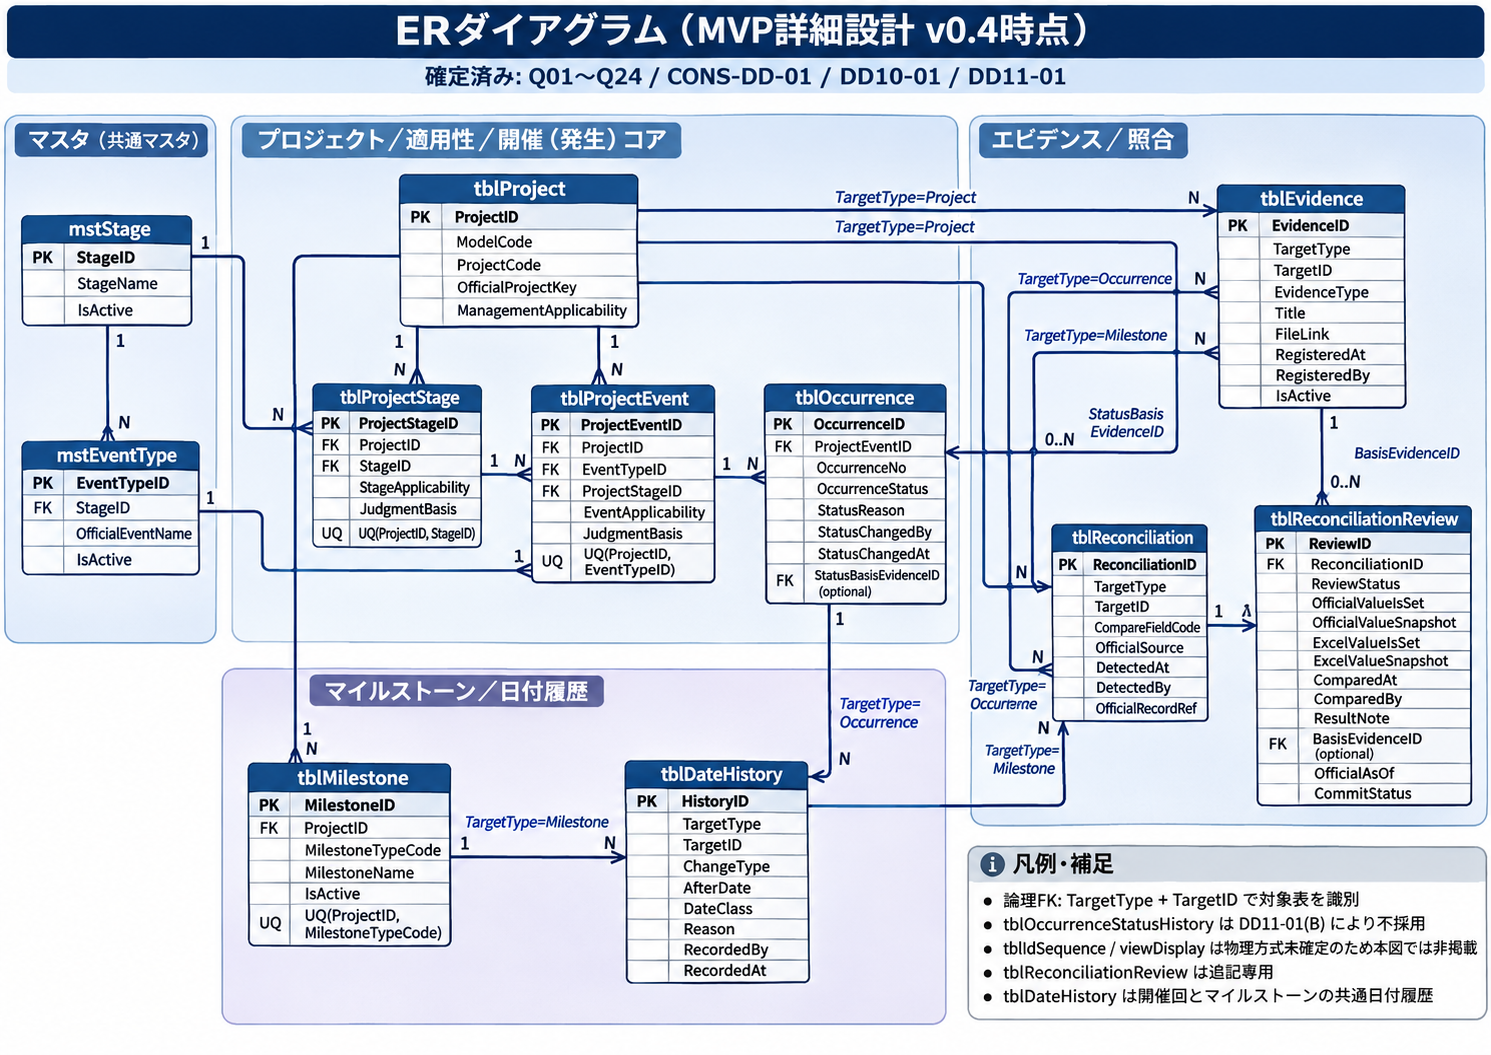 ERダイアグラム（MVP詳細設計 v0.4時点）
確定済み: Q01～Q24 / CONS-DD-01 / DD10-01 / DD11-01
マスタ（共通マスタ）
mstStage
PK StageID
StageName
IsActive
1
1
N
mstEventType
PK EventTypeID
FK StageID
OfficialEventName
IsActive
1
プロジェクト／適用性／開催（発生）コア
tblProject
PK ProjectID
ModelCode
ProjectCode
OfficialProjectKey
ManagementApplicability
1
N
1
N
N
tblProjectStage
PK ProjectStageID
FK ProjectID
FK StageID
StageApplicability
JudgmentBasis
UQ UQ(ProjectID, StageID)
1 N
tblProjectEvent
PK ProjectEventID
FK ProjectID
FK EventTypeID
FK ProjectStageID
EventApplicability
JudgmentBasis
UQ UQ(ProjectID,
EventTypeID)
1
1 N
tblOccurrence
PK OccurrenceID
FK ProjectEventID
OccurrenceNo
OccurrenceStatus
StatusReason
StatusChangedBy
StatusChangedAt
FK StatusBasisEvidenceID
(optional)
1
TargetType=
Occurrence
N
エビデンス／照合
TargetType=Project
N
TargetType=Project
TargetType=Occurrence
N
TargetType=Milestone
N
StatusBasis
EvidenceID
0..N
tblEvidence
PK EvidenceID
TargetType
TargetID
EvidenceType
Title
FileLink
RegisteredAt
RegisteredBy
IsActive
1
BasisEvidenceID
0..N
tblReconciliation
PK ReconciliationID
TargetType
TargetID
CompareFieldCode
OfficialSource
DetectedAt
DetectedBy
OfficialRecordRef
N
N
TargetType=
N
TargetType=
Milestone
1
tblReconciliationReview
PK ReviewID
FK ReconciliationID
ReviewStatus
OfficialValueIsSet
OfficialValueSnapshot
ExcelValueIsSet
ExcelValueSnapshot
ComparedAt
ComparedBy
ResultNote
FK BasisEvidenceID
(optional)
OfficialAsOf
CommitStatus
マイルストーン／日付履歴
1
N
tblMilestone
PK MilestoneID
FK ProjectID
MilestoneTypeCode
MilestoneName
IsActive
UQ UQ(ProjectID,
MilestoneTypeCode)
TargetType=Milestone
1 N
tblDateHistory
PK HistoryID
TargetType
TargetID
ChangeType
AfterDate
DateClass
Reason
RecordedBy
RecordedAt
i 凡例・補足
● 論理FK: TargetType + TargetID で対象表を識別
● tblOccurrenceStatusHistory は DD11-01(B) により不採用
● tblIdSequence / viewDisplay は物理方式未確定のため本図では非掲載
● tblReconciliationReview は追記専用
● tblDateHistory は開催回とマイルストーンの共通日付履歴